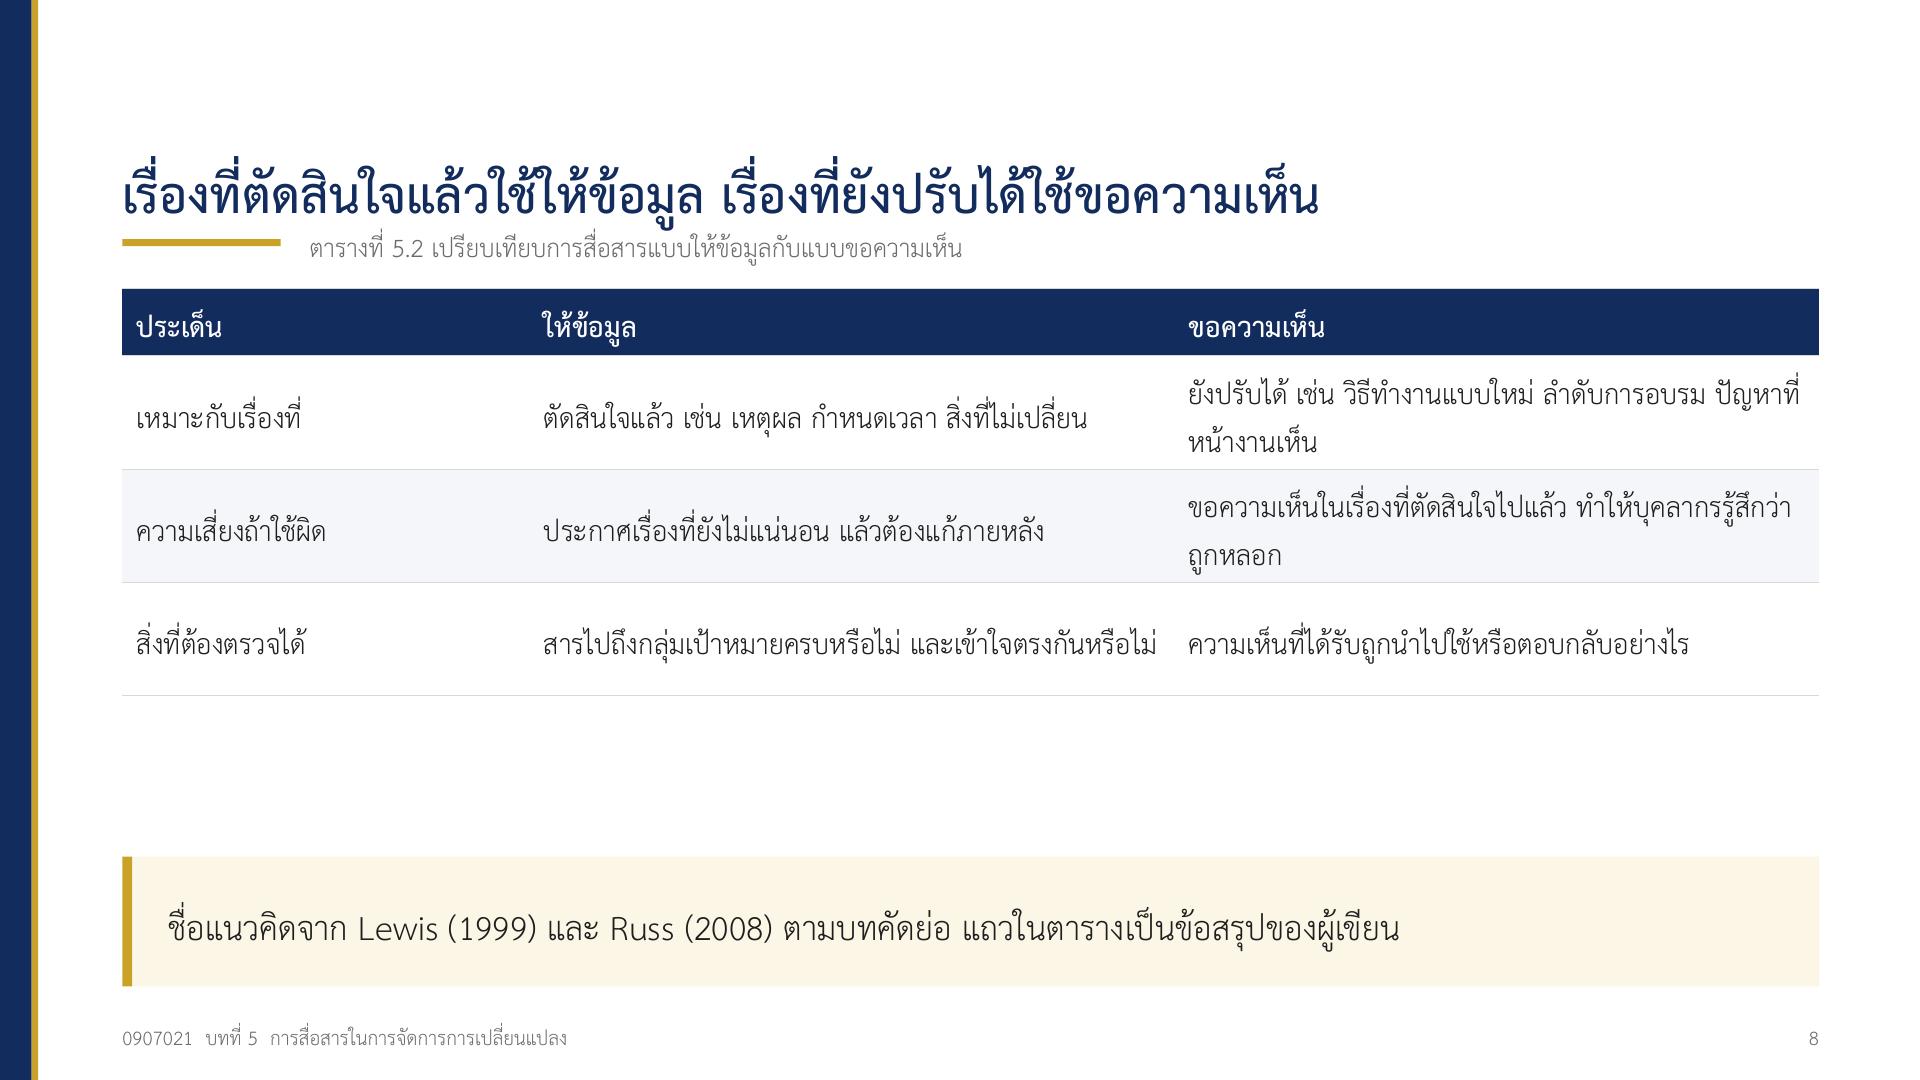 เรื่องที่ตัดสินใจแล้วใช้ให้ข้อมูล เรื่องที่ยังปรับได้ใช้ขอความเห็น
ตารางที่ 5.2 เปรียบเทียบการสื่อสารแบบให้ข้อมูลกับแบบขอความเห็น
ประเด็น ให้ข้อมูล ขอความเห็น
เหมาะกับเรื่องที่ ตัดสินใจแล้ว เช่น เหตุผล กำหนดเวลา สิ่งที่ไม่เปลี่ยน ยังปรับได้ เช่น วิธีทำงานแบบใหม่ ลำดับการอบรม ปัญหาที่
หน้างานเห็น
ความเสี่ยงถ้าใช้ผิด ประกาศเรื่องที่ยังไม่แน่นอน แล้วต้องแก้ภายหลัง ขอความเห็นในเรื่องที่ตัดสินใจไปแล้ว ทำให้บุคลากรรู้สึกว่า
ถูกหลอก
สิ่งที่ต้องตรวจได้ สารไปถึงกลุ่มเป้าหมายครบหรือไม่ และเข้าใจตรงกันหรือไม่ ความเห็นที่ได้รับถูกนำไปใช้หรือตอบกลับอย่างไร
ชื่อแนวคิดจาก Lewis (1999) และ Russ (2008) ตามบทคัดย่อ แถวในตารางเป็นข้อสรุปของผู้เขียน
0907021 บทที่ 5 การสื่อสารในการจัดการการเปลี่ยนแปลง 8